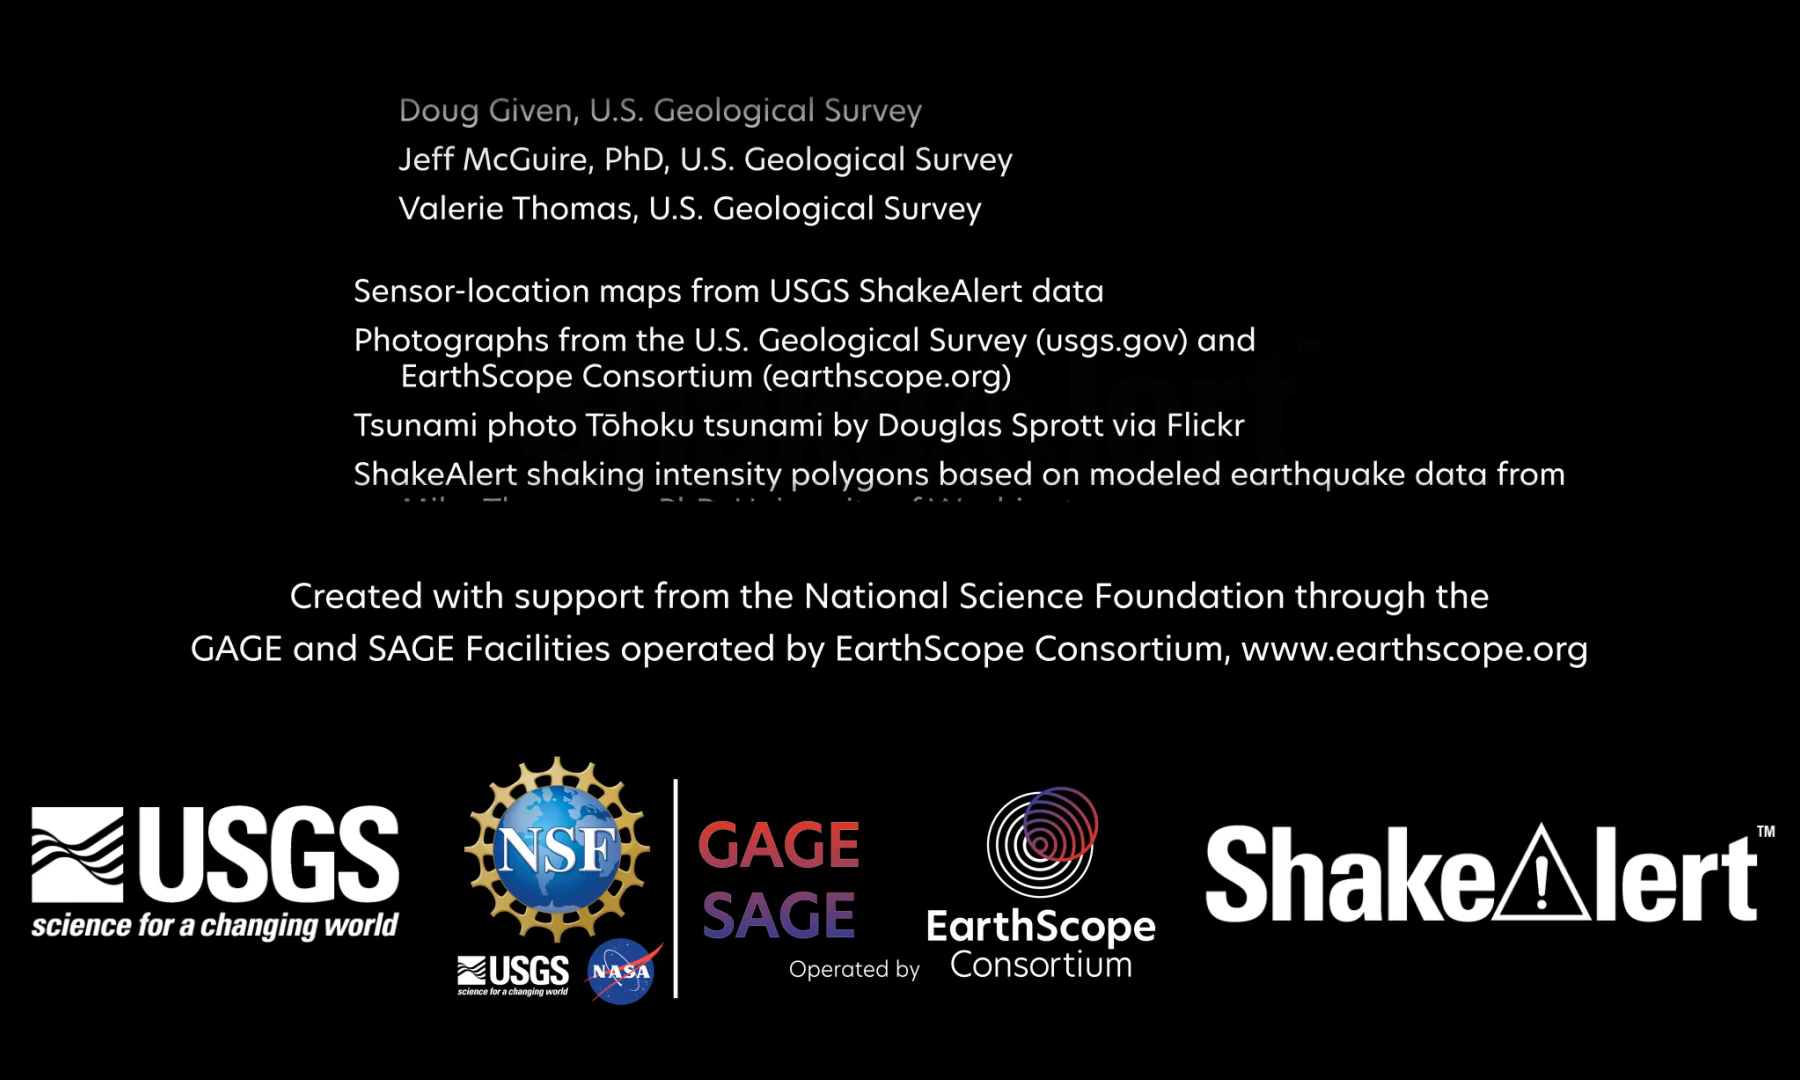 Doug Given, U.S. Geological Survey
Jeff McGuire, PhD, U.S. Geological Survey
Valerie Thomas, U.S. Geological Survey
Sensor-location maps from USGS ShakeAlert data
Photographs from the U.S. Geological Survey (usgs.gov) and
EarthScope Consortium (earthscope.org)
Tsunami photo Tōhoku tsunami by Douglas Sprott via Flickr
ShakeAlert shaking intensity polygons based on modeled earthquake data from
Created with support from the National Science Foundation through the
GAGE and SAGE Facilities operated by EarthScope Consortium, www.earthscope.org
USGS
science for a changing world
NSF
USGS
science for a changing world
NASA
GAGE
SAGE
Operated by
EarthScope
Consortium
ShakeAlert™